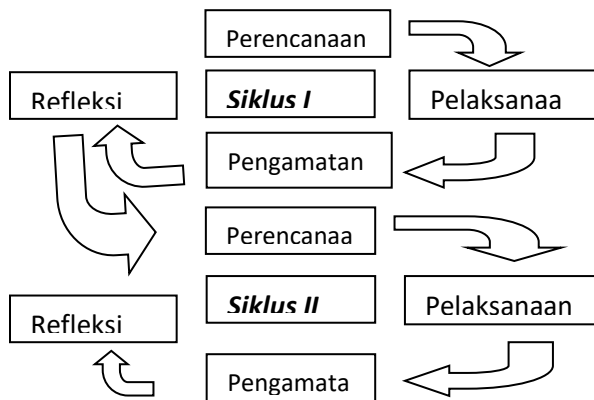 Perencanaan
Refleksi
Siklus I
Pelaksanaa
Pengamatan
Perencanaa
Siklus II
Pelaksanaan
Refleksi
Pengamata